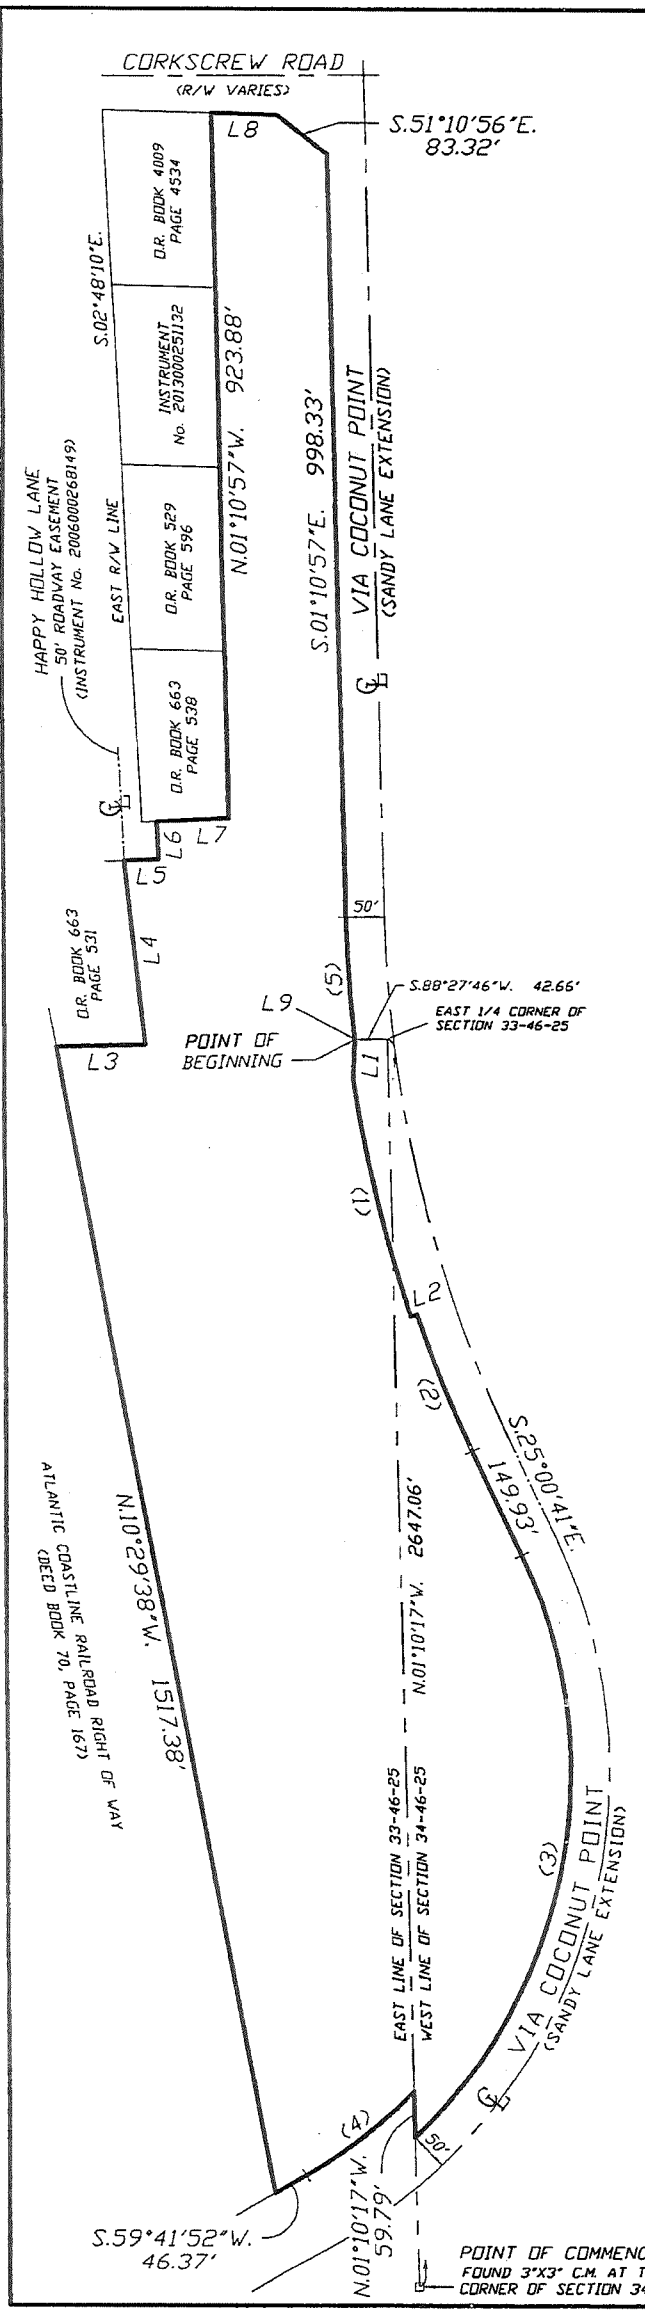 CORKSCREW ROAD
(R/W VARIES)
L8
S.51°10'56"E.
83.32'
O.R. BOOK 4009
PAGE 4534
S.02°48'10"E.
INSTRUMENT
No. 2013000251132
N.01°10'57"W. 923.88'
S.01°10'57"E. 998.33'
VIA COCONUT POINT
(SANDY LANE EXTENSION)
HAPPY HOLLOW LANE
50' ROADWAY EASEMENT
(INSTRUMENT No. 2006000268149)
EAST R/W LINE
O.R. BOOK 529
PAGE 596
O.R. BOOK 663
PAGE 538
CL
CL
L6
L7
L5
L4
O.R. BOOK 663
PAGE 531
50'
(5)
S.88°27'46"W. 42.66'
L9
EAST 1/4 CORNER OF
SECTION 33-46-25
POINT OF
BEGINNING
L1
L3
(1)
L2
(2)
S.25°00'41"E.
149.93'
N.01°10'17"W. 2647.06'
N.10°29'38"W. 1517.38'
ATLANTIC COASTLINE RAILROAD RIGHT OF WAY
(DEED BOOK 70, PAGE 167)
EAST LINE OF SECTION 33-46-25
WEST LINE OF SECTION 34-46-25
(3)
VIA COCONUT POINT
(SANDY LANE EXTENSION)
CL
(4)
50'
N.01°10'17"W.
59.79'
S.59°41'52"W.
46.37'
POINT OF COMMENC
FOUND 3"X3" C.M. AT T
CORNER OF SECTION 34